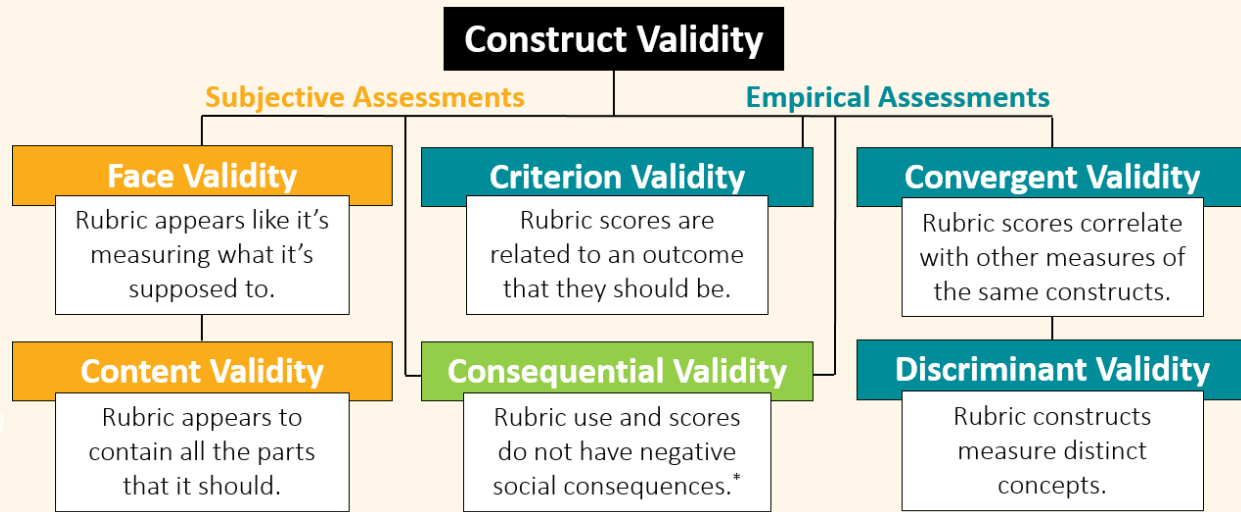 Construct Validity
Subjective Assessments
Empirical Assessments
Face Validity
Rubric appears like it's
measuring what it's
supposed to.
Criterion Validity
Rubric scores are
related to an outcome
that they should be.
Convergent Validity
Rubric scores correlate
with other measures of
the same constructs.
Content Validity
Rubric appears to
contain all the parts
that it should.
Consequential Validity
Rubric use and scores
do not have negative
social consequences.*
Discriminant Validity
Rubric constructs
measure distinct
concepts.